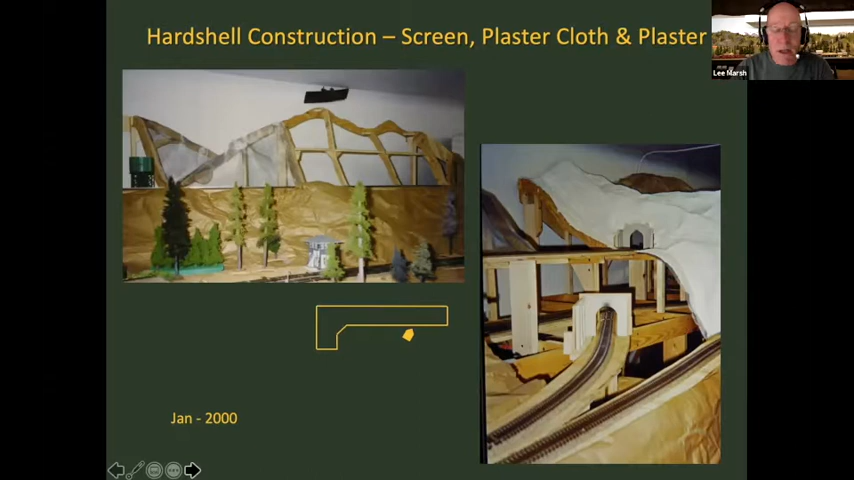 Hardshell Construction – Screen, Plaster Cloth & Plaster
Lee Marsh
Jan - 2000